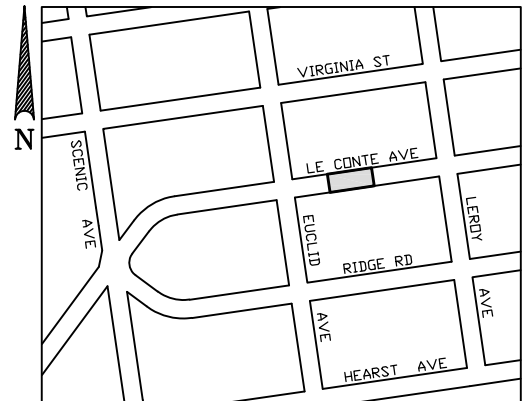 VIRGINIA ST
N
SCENIC AVE
LE CONTE AVE
EUCLID AVE
LEROY AVE
RIDGE RD
HEARST AVE